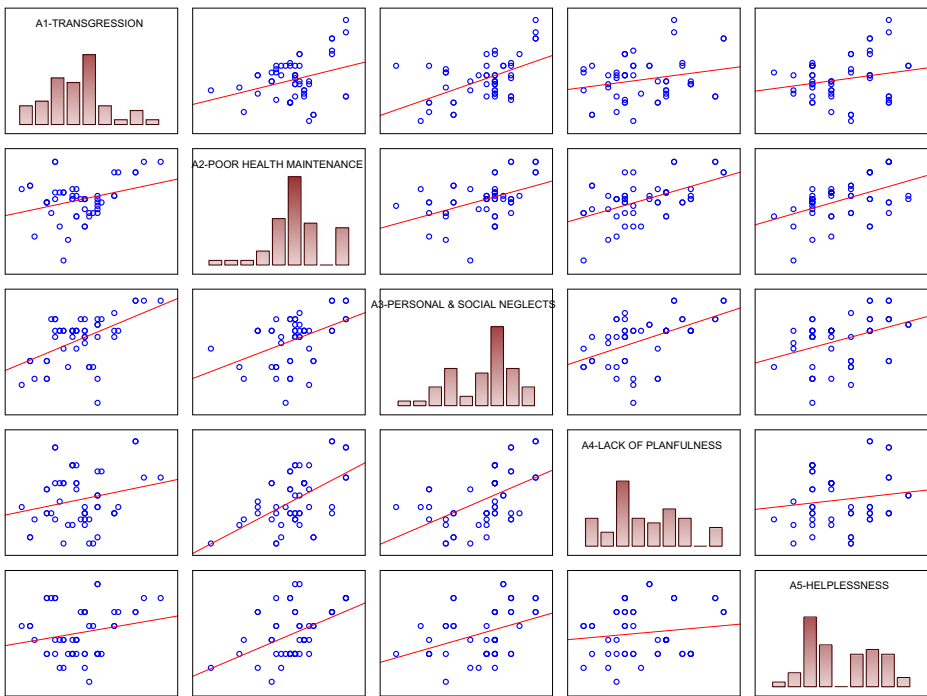 A1-TRANSGRESSION
A2-POOR HEALTH MAINTENANCE
A3-PERSONAL & SOCIAL NEGLECTS
A4-LACK OF PLANFULNESS
A5-HELPLESSNESS